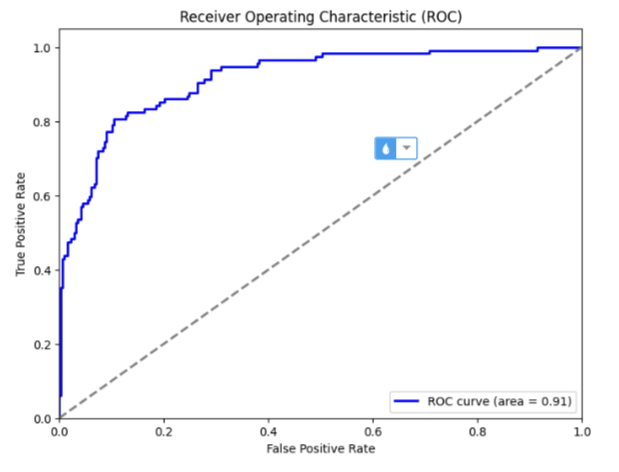 Receiver Operating Characteristic (ROC)
1.0
0.8
0.6
0.4
0.2
0.0
True Positive Rate
ROC curve (area = 0.91)
0.0 0.2 0.4 0.6 0.8 1.0
False Positive Rate